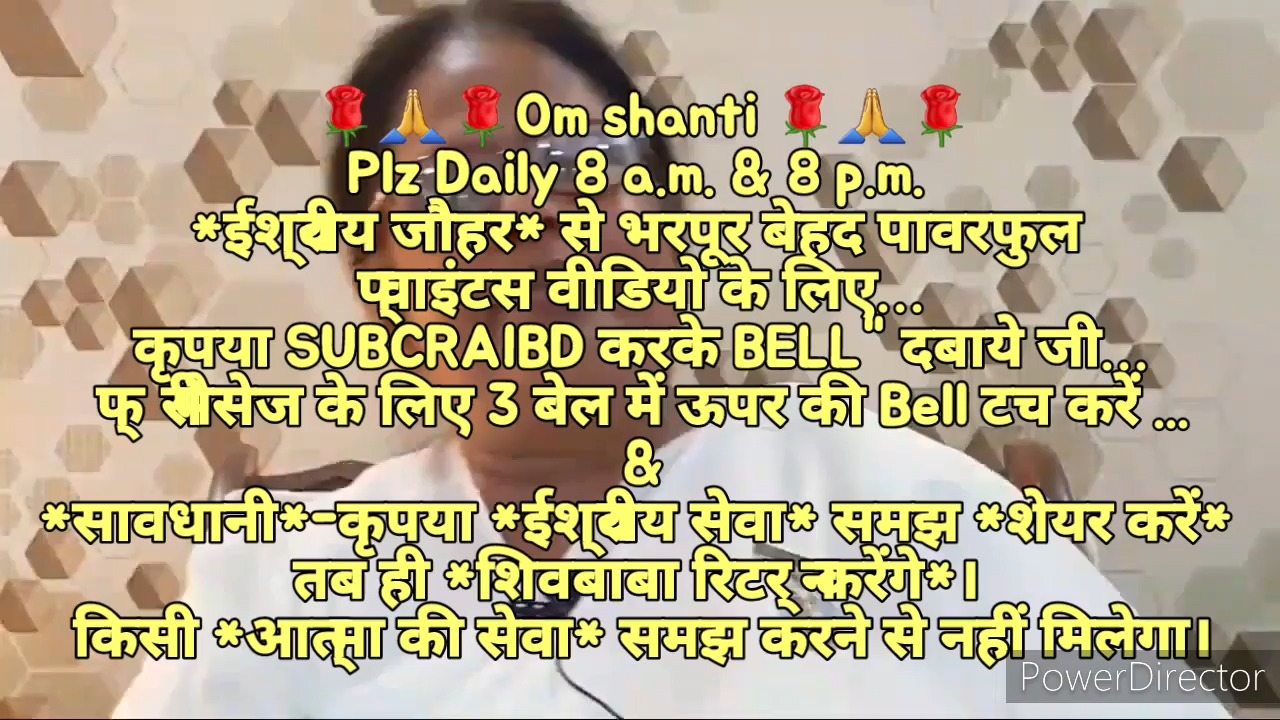 🌹🙏🌹Om shanti 🌹🙏🌹
Plz Daily 8 a.m. & 8 p.m.
*ईश्वरीय जौहर* से भरपूर बेहद पावरफुल
प्वाइंटस वीडियो के लिए...
कृपया SUBCRAIBD करके BELL" दबाये जी...
फ्री मैसेज के लिए 3 बेल में ऊपर की Bell टच करें ...
&
*सावधानी*-कृपया *ईश्वरीय सेवा* समझ *शेयर करें*
तब ही *शिवबाबा रिटर्न करेंगे*।
किसी *आत्मा की सेवा* समझ करने से नहीं मिलेगा।
PowerDirector